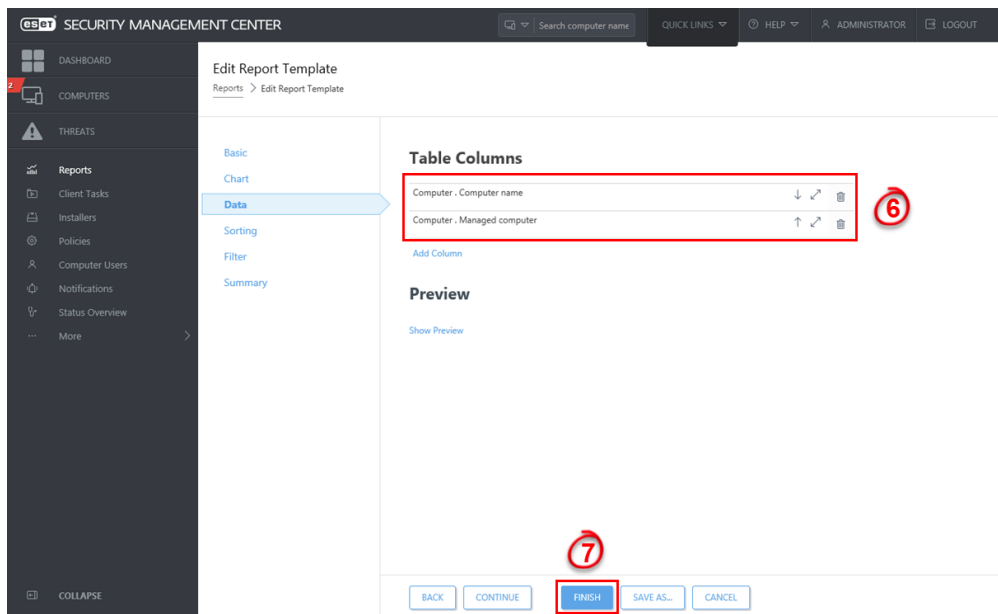 eset SECURITY MANAGEMENT CENTER
Search computer name
QUICK LINKS
HELP
ADMINISTRATOR
LOGOUT
DASHBOARD
2
COMPUTERS
THREATS
Reports
Client Tasks
Installers
Policies
Computer Users
Notifications
Status Overview
More
COLLAPSE
Edit Report Template
Reports > Edit Report Template
Basic
Chart
Data
Sorting
Filter
Summary
Table Columns
Computer . Computer name
Computer . Managed computer
6
Add Column
Preview
Show Preview
7
BACK
CONTINUE
FINISH
SAVE AS...
CANCEL